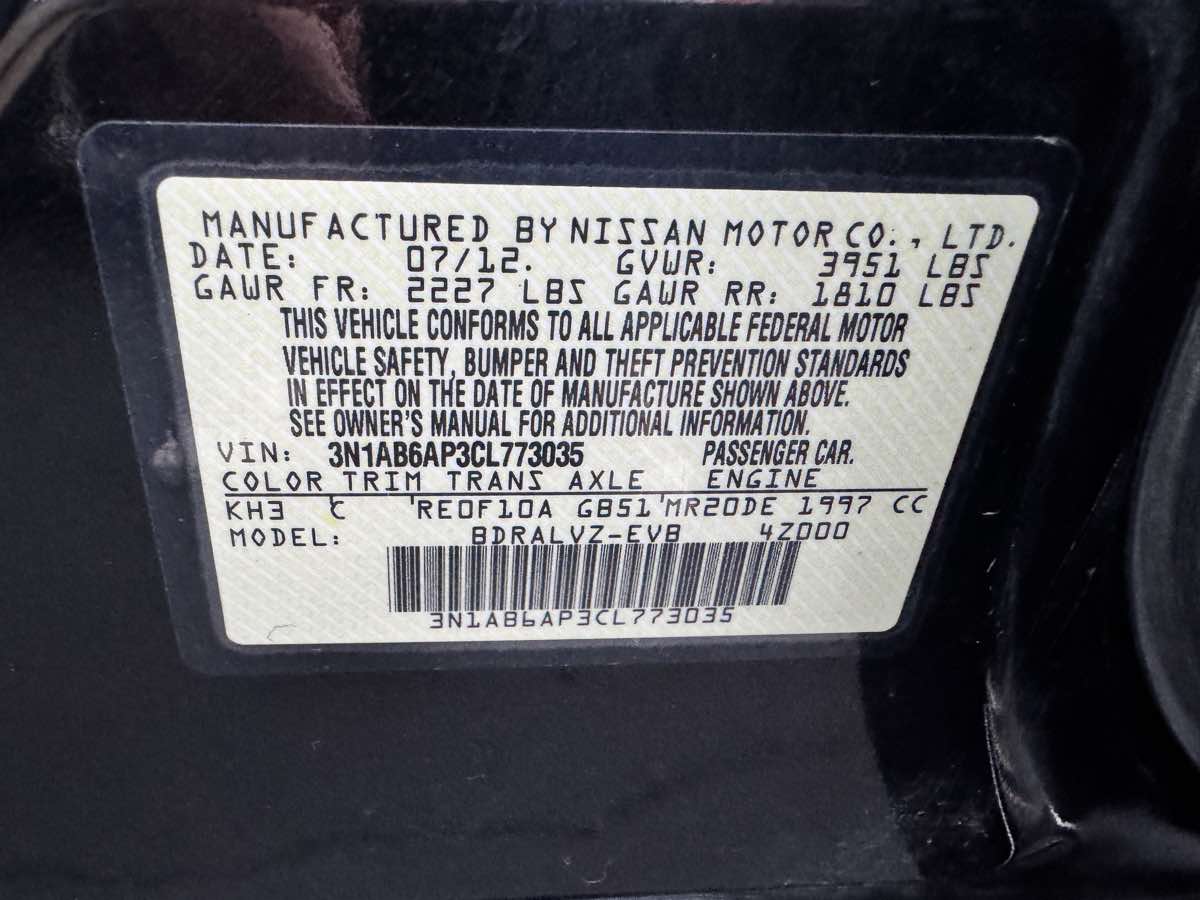 MANUFACTURED BY NISSAN MOTOR CO., LTD.
DATE: 07/12. GVWR: 3951 LBS
GAWR FR: 2227 LBS GAWR RR: 1810 LBS
THIS VEHICLE CONFORMS TO ALL APPLICABLE FEDERAL MOTOR
VEHICLE SAFETY, BUMPER AND THEFT PREVENTION STANDARDS
IN EFFECT ON THE DATE OF MANUFACTURE SHOWN ABOVE.
SEE OWNER'S MANUAL FOR ADDITIONAL INFORMATION.
VIN: 3N1AB6AP3CL773035 PASSENGER CAR.
COLOR TRIM TRANS AXLE ENGINE
KH3 C RE0F10A GB51 MR20DE 1997 CC
MODEL: BDRALVZ-EVB 4Z000
3N1AB6AP3CL773035